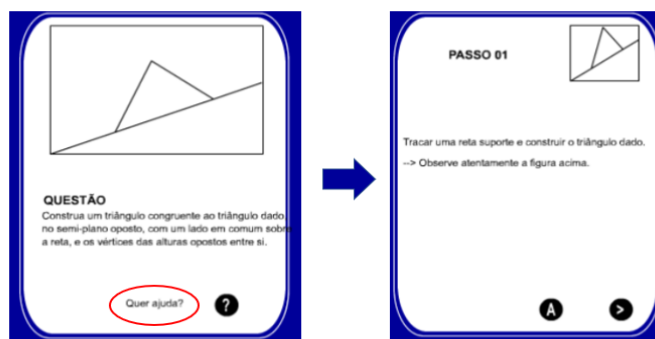 QUESTÃO
Construa um triângulo congruente ao triângulo dado,
no semi-plano oposto, com um lado em comum sobre
a reta, e os vértices das alturas opostos entre si.
Quer ajuda?
?
PASSO 01
Tracar uma reta suporte e construir o triângulo dado.
--> Observe atentamente a figura acima.
A
>